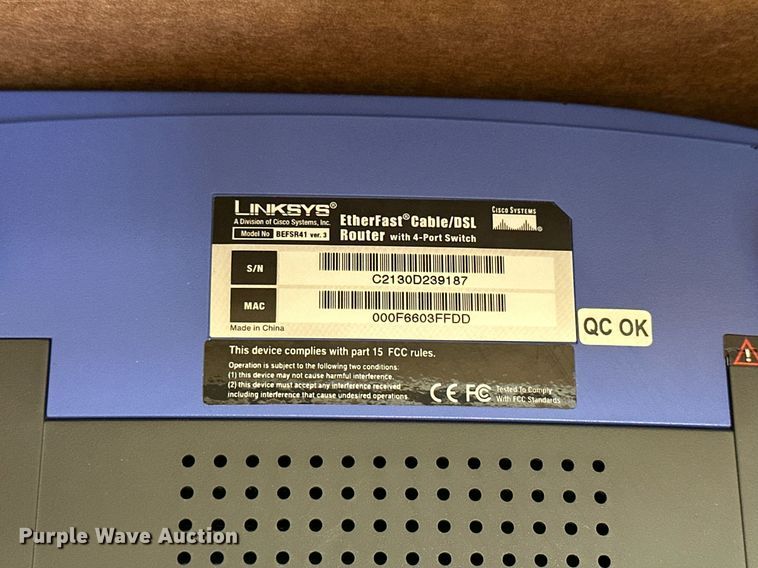 LINKSYS®
A Division of Cisco Systems, Inc.
Model No BEFSR41 ver. 3
EtherFast® Cable/DSL
Router with 4-Port Switch
CISCO SYSTEMS
®
S/N
C2130D239187
MAC
000F6603FFDD
Made in China
QC OK
This device complies with part 15 FCC rules.
Operation is subject to the following two conditions:
(1) this device may not cause harmful interference.
(2) this device must accept any interference received
including interference that cause undesired operations.
CE FC Tested To Comply
With FCC Standards
Purple Wave Auction